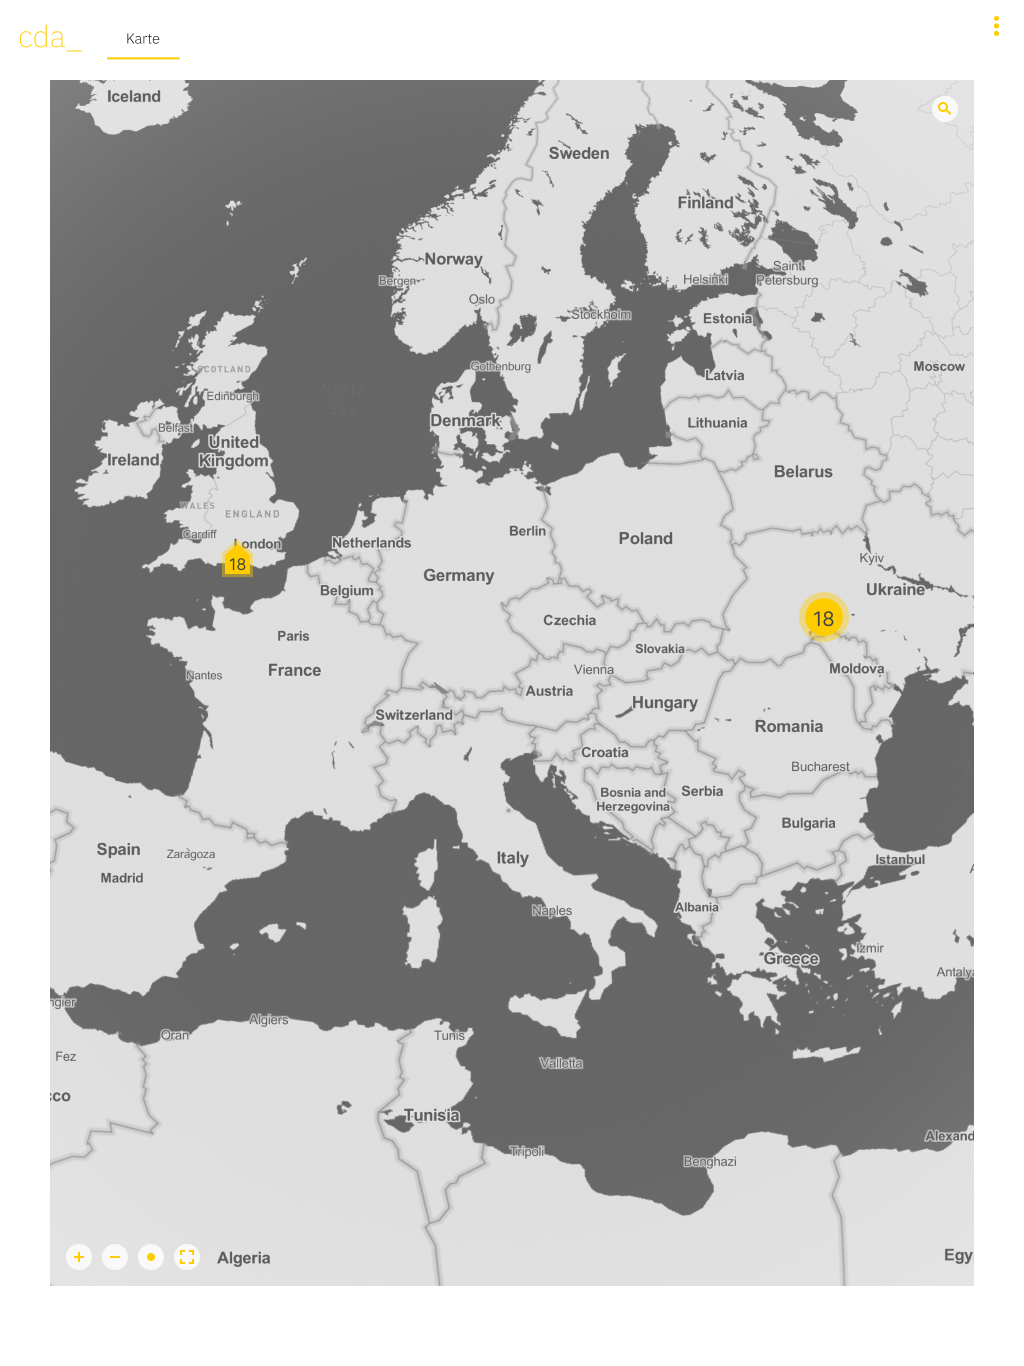 cda_
Karte
Iceland
Sweden
Finland
Norway
Bergen
Oslo
Helsinki
Saint
Petersburg
Stockholm
Estonia
Gothenburg
Moscow
Latvia
SCOTLAND
Edinburgh
North
Sea
Denmark
Lithuania
Belfast
United
Kingdom
Ireland
Belarus
WALES
ENGLAND
Cardiff
London
Netherlands
Berlin
Poland
Kyiv
18
Germany
Belgium
Ukraine
Czechia
18
Paris
Slovakia
France
Vienna
Moldova
Nantes
Austria
Hungary
Switzerland
Romania
Croatia
Bucharest
Bosnia and
Herzegovina
Serbia
Bulgaria
Spain
Zaragoza
Italy
Istanbul
Madrid
A
Naples
Albania
Izmir
Greece
Antalya
ngier
Algiers
Oran
Tunis
Fez
Valletta
cco
Tunisia
Alexand
Tripoli
Benghazi
Algeria
Egy